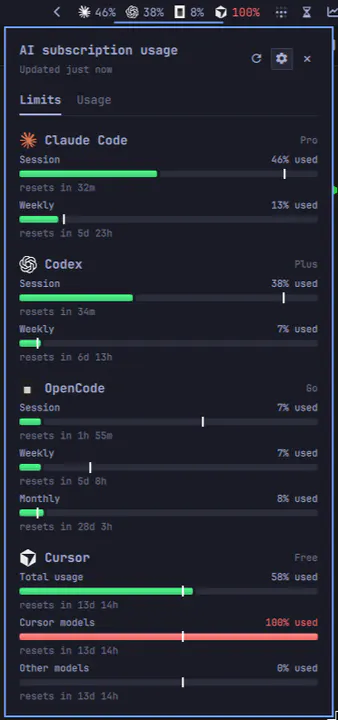 46% 38% 8% 100%
AI subscription usage
Updated just now
Limits Usage
Claude Code Pro
Session 46% used
resets in 32m
Weekly 13% used
resets in 5d 23h
Codex Plus
Session 38% used
resets in 34m
Weekly 7% used
resets in 6d 13h
OpenCode Go
Session 7% used
resets in 1h 55m
Weekly 7% used
resets in 5d 8h
Monthly 8% used
resets in 28d 3h
Cursor Free
Total usage 58% used
resets in 13d 14h
Cursor models 100% used
resets in 13d 14h
Other models 0% used
resets in 13d 14h